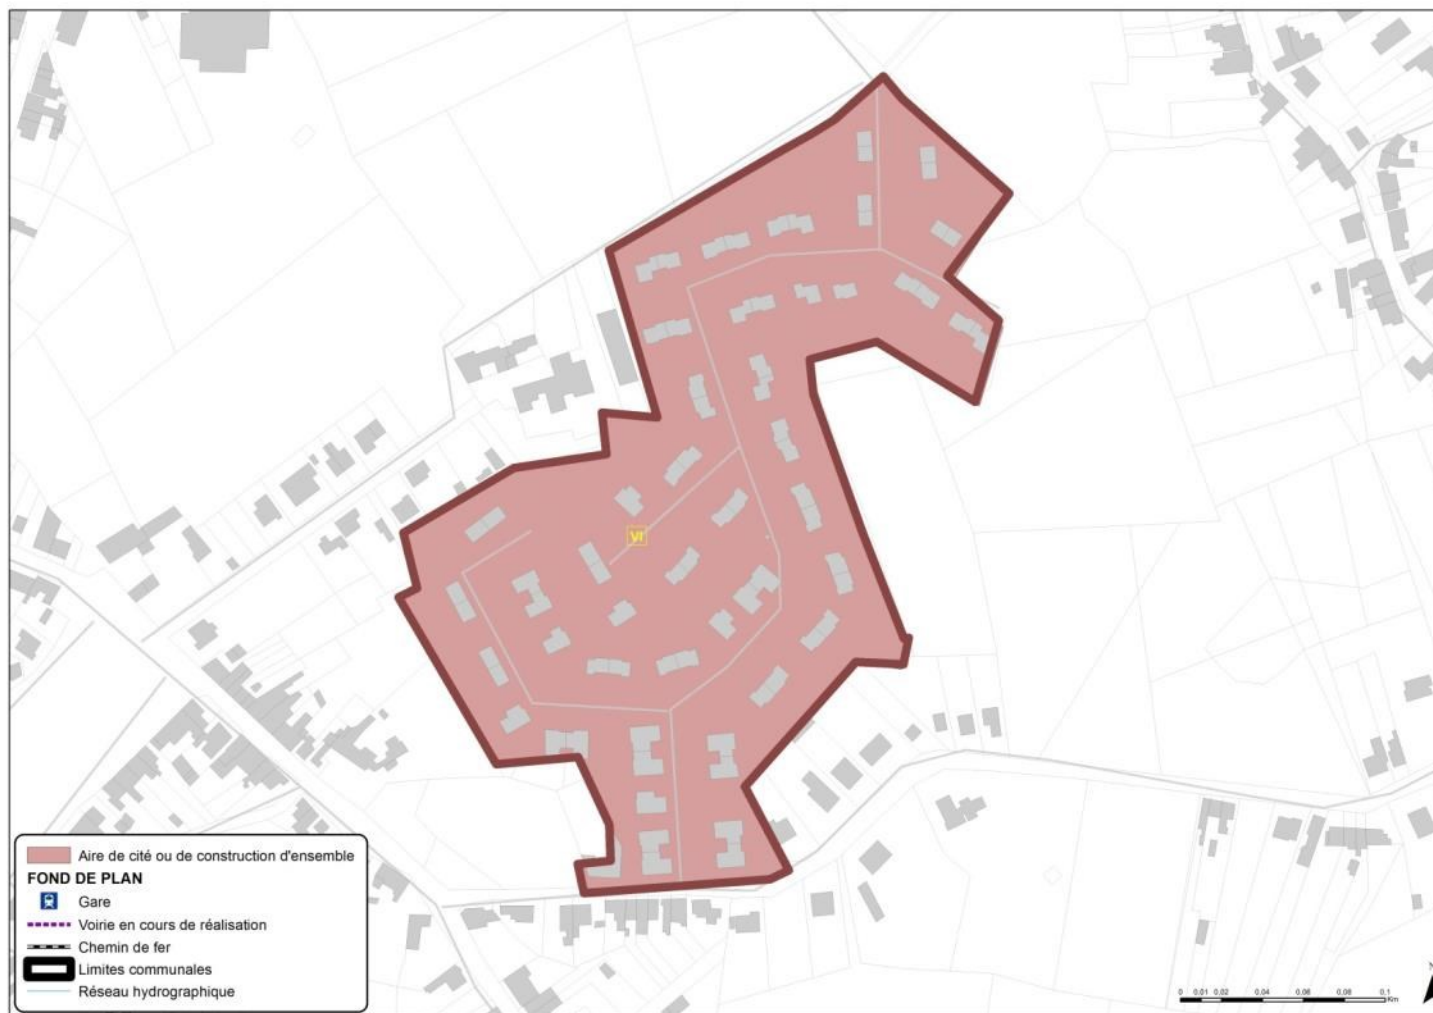 VI
Aire de cité ou de construction d'ensemble
FOND DE PLAN
Gare
Voirie en cours de réalisation
Chemin de fer
Limites communales
Réseau hydrographique
0 0,01 0,02 0,04 0,06 0,08 0,1
Km